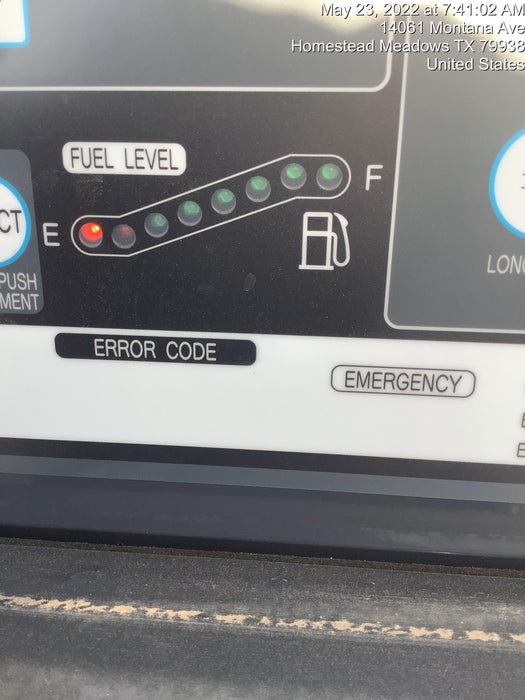 May 23, 2022 at 7:41:02 AM
14061 Montana Ave
Homestead Meadows TX 79938
United States
FUEL LEVEL
E
F
CT
PUSH
MENT
LONG
ERROR CODE
EMERGENCY
E
E